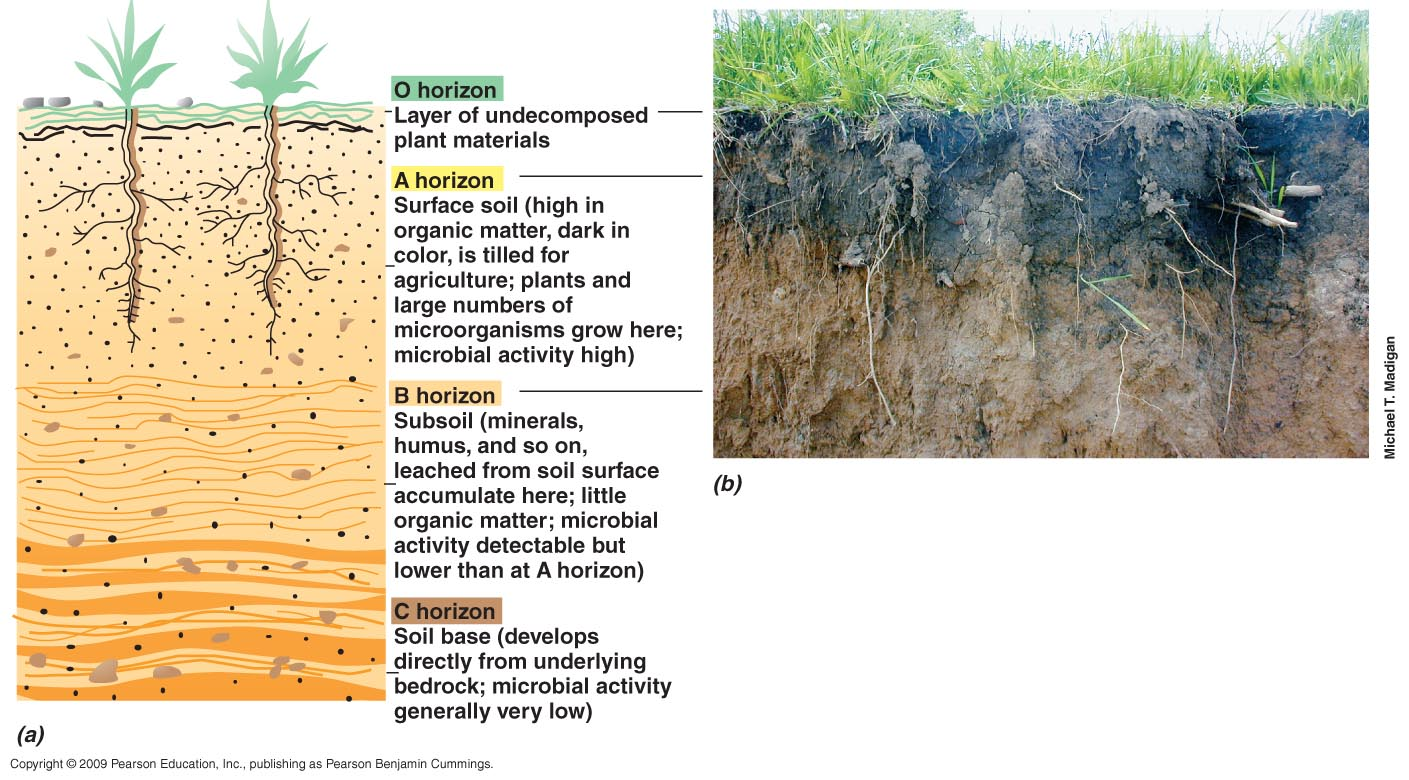 O horizon
Layer of undecomposed
plant materials
A horizon
Surface soil (high in
organic matter, dark in
color, is tilled for
agriculture; plants and
large numbers of
microorganisms grow here;
microbial activity high)
B horizon
Subsoil (minerals,
humus, and so on,
leached from soil surface
accumulate here; little
organic matter; microbial
activity detectable but
lower than at A horizon)
C horizon
Soil base (develops
directly from underlying
bedrock; microbial activity
generally very low)
(a)
(b)
Michael T. Madigan
Copyright © 2009 Pearson Education, Inc., publishing as Pearson Benjamin Cummings.